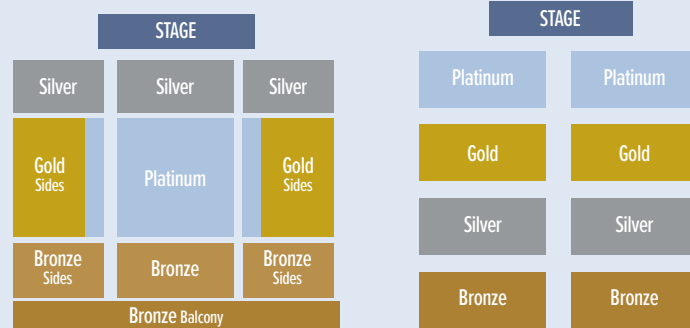 STAGE
Silver
Silver
Silver
Gold
Sides
Platinum
Gold
Sides
Bronze
Sides
Bronze
Bronze
Sides
Bronze Balcony
STAGE
Platinum
Platinum
Gold
Gold
Silver
Silver
Bronze
Bronze